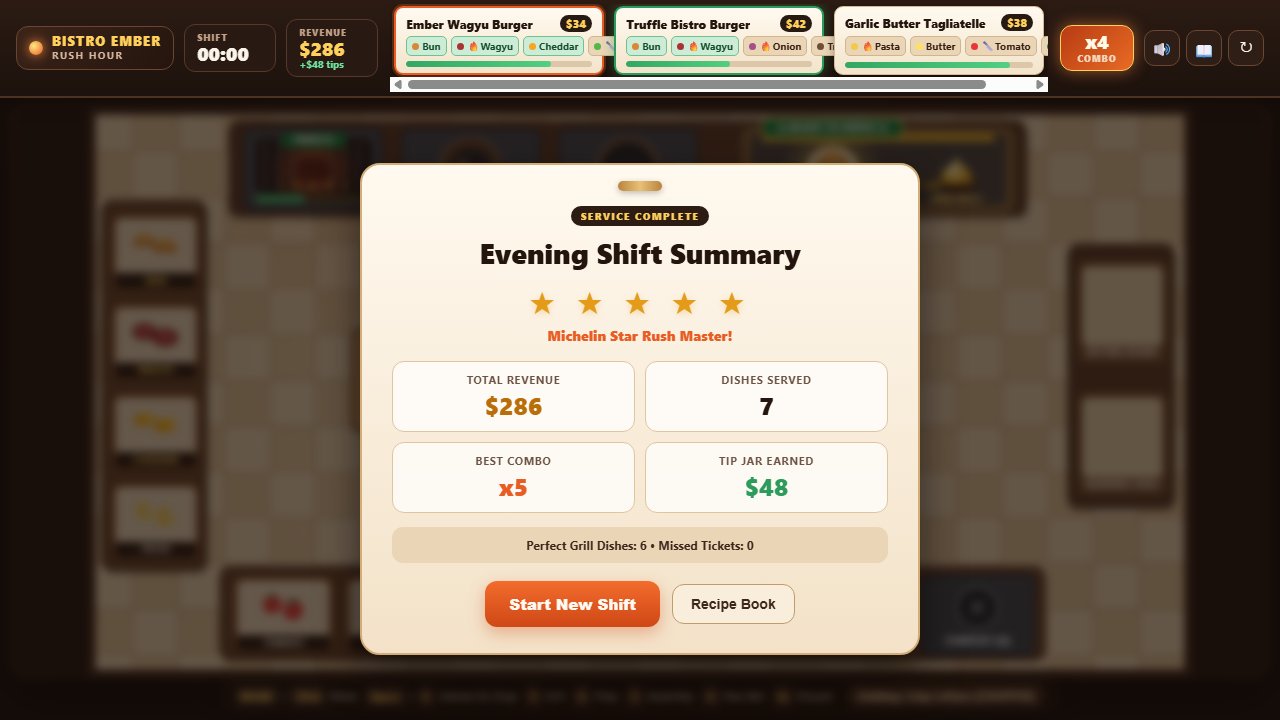 BISTRO EMBER
RUSH HOUR
SHIFT
00:00
REVENUE
$286
+$48 tips
Ember Wagyu Burger $34
Bun 🔥 Wagyu Cheddar
Truffle Bistro Burger $42
Bun 🔥 Wagyu 🔥 Onion
Garlic Butter Tagliatelle $38
🔥 Pasta Butter 🔪 Tomato
x4
COMBO
SERVICE COMPLETE
Evening Shift Summary
★ ★ ★ ★ ★
Michelin Star Rush Master!
TOTAL REVENUE
$286
DISHES SERVED
7
BEST COMBO
x5
TIP JAR EARNED
$48
Perfect Grill Dishes: 6 • Missed Tickets: 0
Start New Shift
Recipe Book